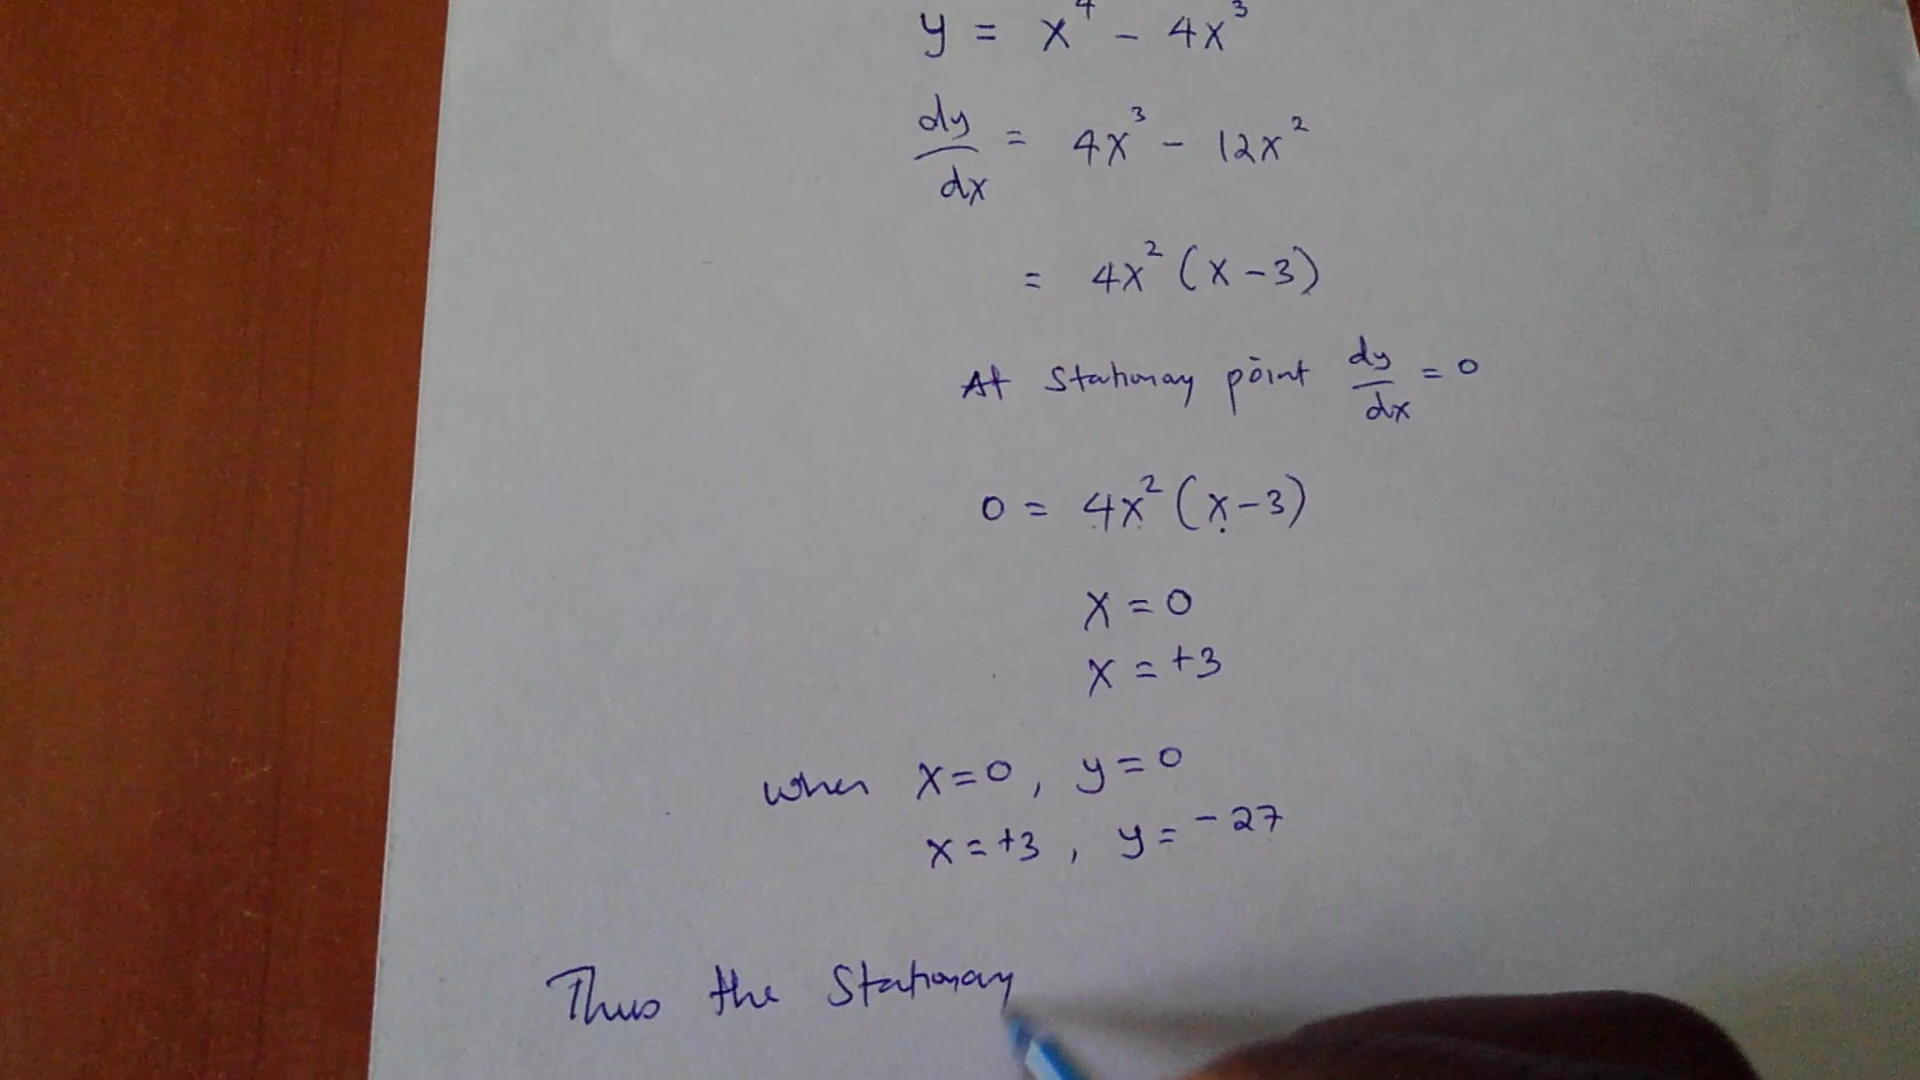 y = x⁴ - 4x³
dy/dx = 4x³ - 12x²
= 4x² (x-3)
At stationary point dy/dx = 0
0 = 4x² (x-3)
x = 0
x = +3
when x=0, y=0
x=+3, y= -27
Thus the Stationary